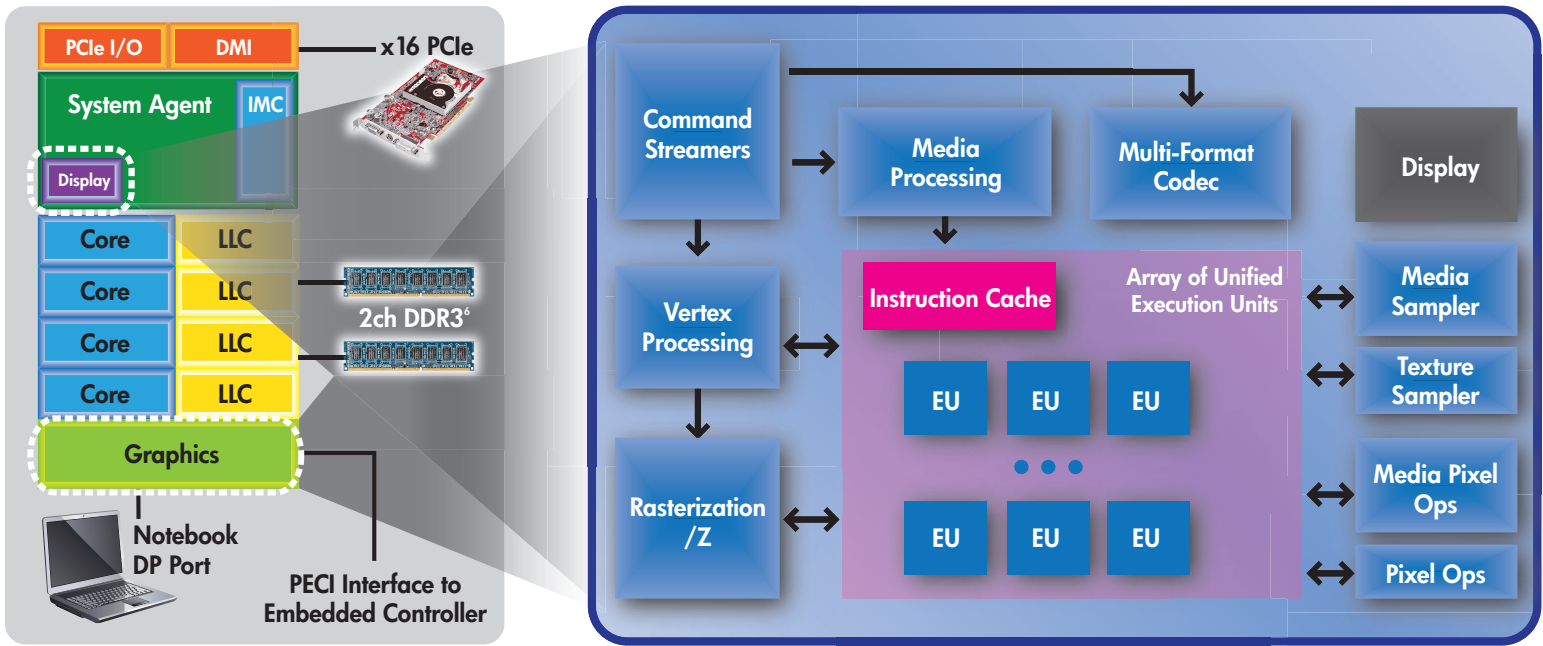 PCIe I/O
DMI
x16 PCIe
System Agent
IMC
Display
Core
LLC
Core
LLC
Core
LLC
Core
LLC
2ch DDR3⁶
Graphics
Notebook
DP Port
PECI Interface to
Embedded Controller
Command
Streamers
Media
Processing
Multi-Format
Codec
Display
Vertex
Processing
Instruction Cache
Array of Unified
Execution Units
Media
Sampler
Texture
Sampler
EU
EU
EU
Rasterization
/Z
EU
EU
EU
Media Pixel
Ops
Pixel Ops